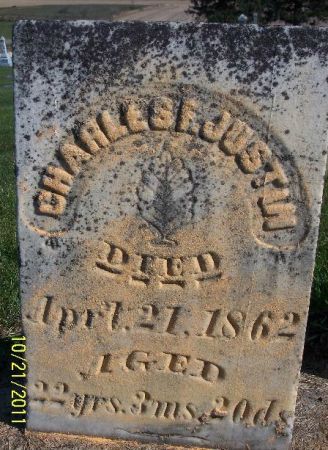 CHARLES F. JUSTIN
DIED
Apr'l. 21. 1862
AGED
22 yrs. 3 ms. 20 ds.
10/21/2011